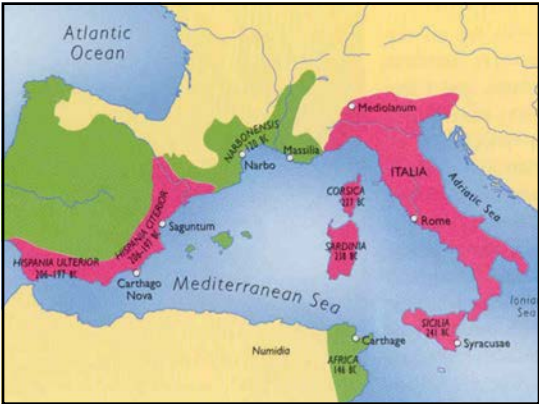 Atlantic
Ocean
Mediolanum
NARBONENSIS
120 BC
Narbo
Massilia
ITALIA
Adriatic Sea
CORSICA
227 BC
HISPANIA CITERIOR
206-197 BC
Saguntum
Rome
SARDINIA
238 BC
HISPANIA ULTERIOR
206-197 BC
Carthago
Nova
Mediterranean Sea
Ionia
Sea
SICILIA
241 BC
Numidia
Carthage
Syracusae
AFRICA
146 BC